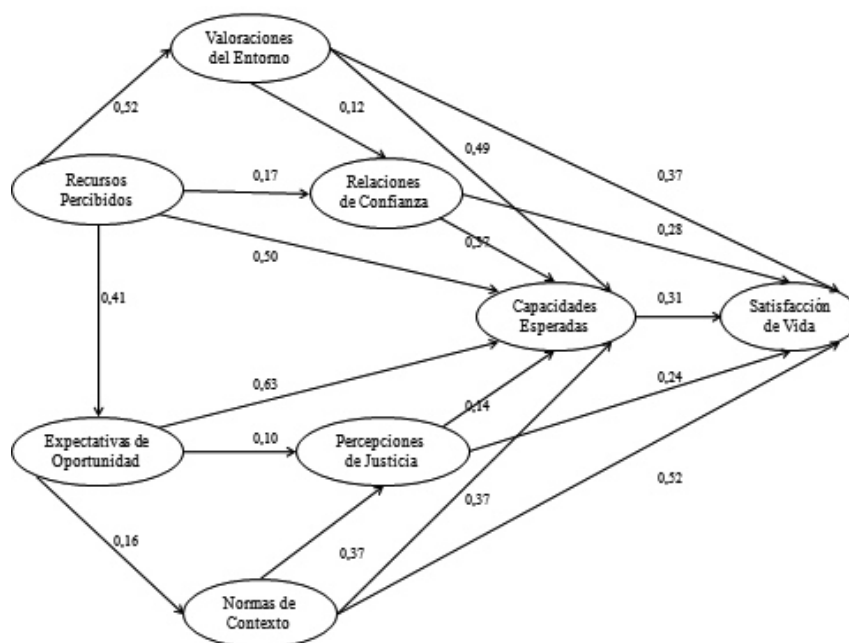 Valoraciones
del Entorno
0,52
0,12
0,49
0,37
Recursos
Percibidos
0,17
Relaciones
de Confianza
0,28
0,57
0,50
0,41
Capacidades
Esperadas
0,31
Satisfacción
de Vida
0,63
0,24
0,14
Expectativas de
Oportunidad
0,10
Percepciones
de Justicia
0,52
0,37
0,16
0,37
Normas de
Contexto